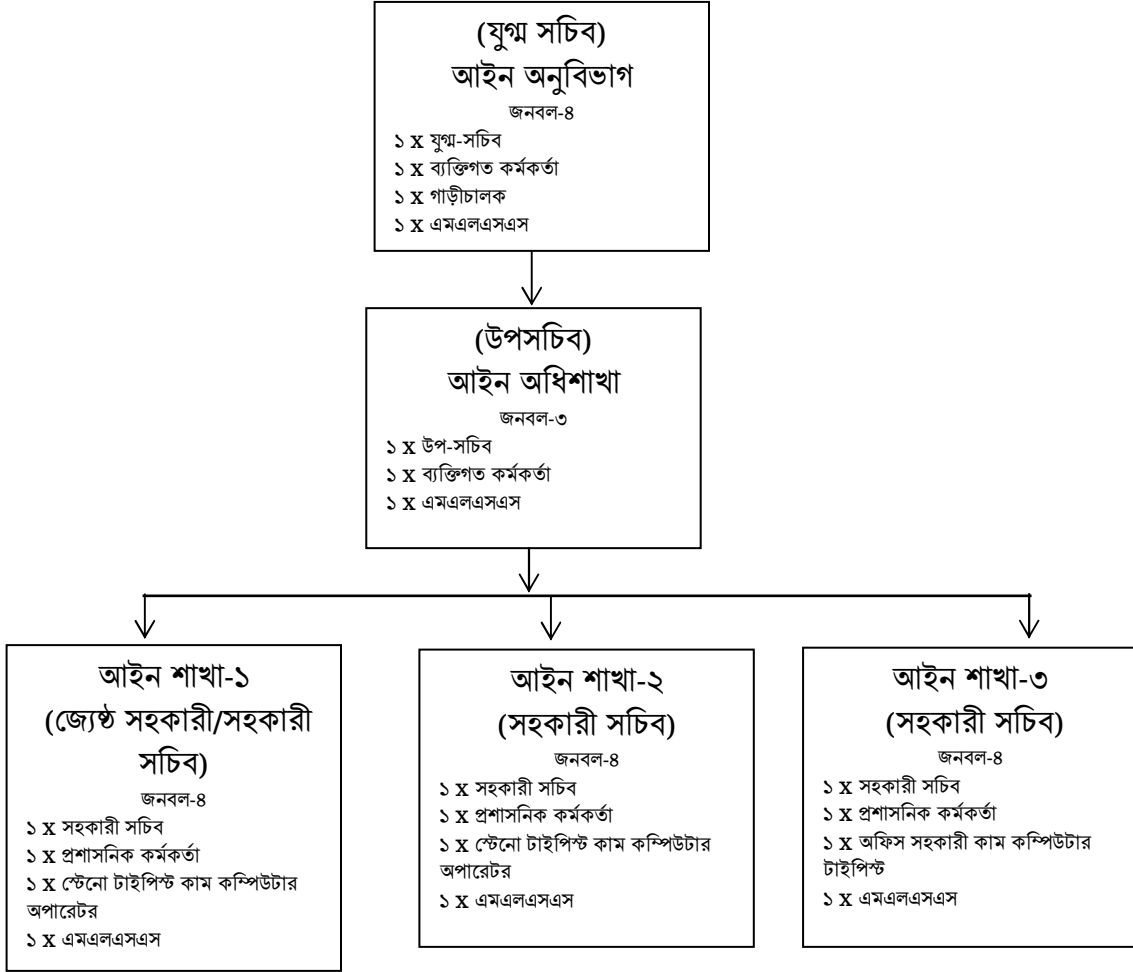 (যুগ্ম সচিব)
আইন অনুবিভাগ
জনবল-৪
১ x যুগ্ম-সচিব
১ x ব্যক্তিগত কর্মকর্তা
১ x গাড়ীচালক
১ x এমএলএসএস
(উপসচিব)
আইন অধিশাখা
জনবল-৩
১ x উপ-সচিব
১ x ব্যক্তিগত কর্মকর্তা
১ x এমএলএসএস
আইন শাখা-১
(জ্যেষ্ঠ সহকারী/সহকারী
সচিব)
জনবল-৪
১ x সহকারী সচিব
১ x প্রশাসনিক কর্মকর্তা
১ x স্টেনো টাইপিস্ট কাম কম্পিউটার
অপারেটর
১ x এমএলএসএস
আইন শাখা-২
(সহকারী সচিব)
জনবল-৪
১ x সহকারী সচিব
১ x প্রশাসনিক কর্মকর্তা
১ x স্টেনো টাইপিস্ট কাম কম্পিউটার
অপারেটর
১ x এমএলএসএস
আইন শাখা-৩
(সহকারী সচিব)
জনবল-৪
১ x সহকারী সচিব
১ x প্রশাসনিক কর্মকর্তা
১ x অফিস সহকারী কাম কম্পিউটার
টাইপিস্ট
১ x এমএলএসএস